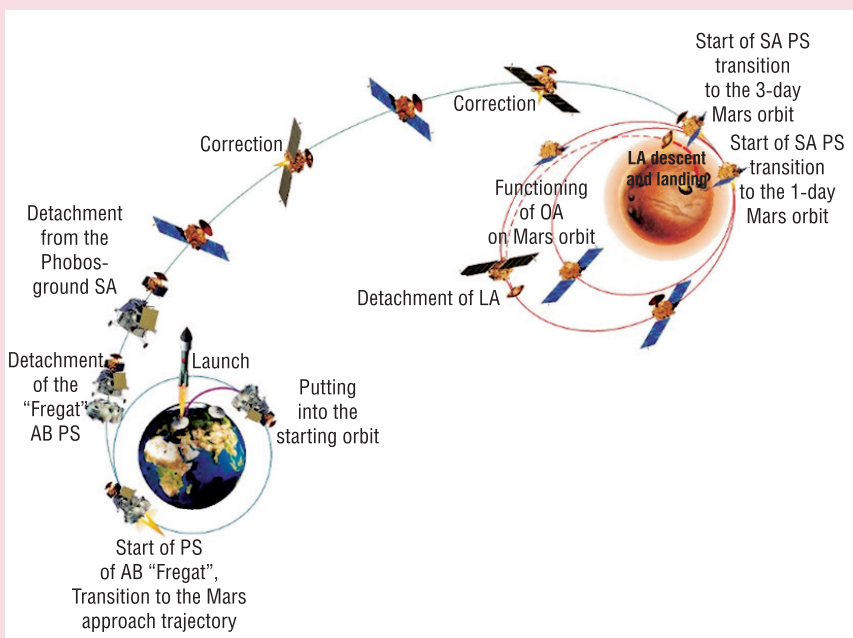 Start of SA PS
transition
to the 3-day
Mars orbit
Correction
Start of SA PS
transition
to the 1-day
Mars orbit
LA descent
and landing
Correction
Functioning
of OA
on Mars orbit
Detachment
from the
Phobos-
ground SA
Detachment of LA
Detachment
of the
“Fregat”
AB PS
Launch
Putting
into the
starting orbit
Start of PS
of AB “Fregat”,
Transition to the Mars
approach trajectory